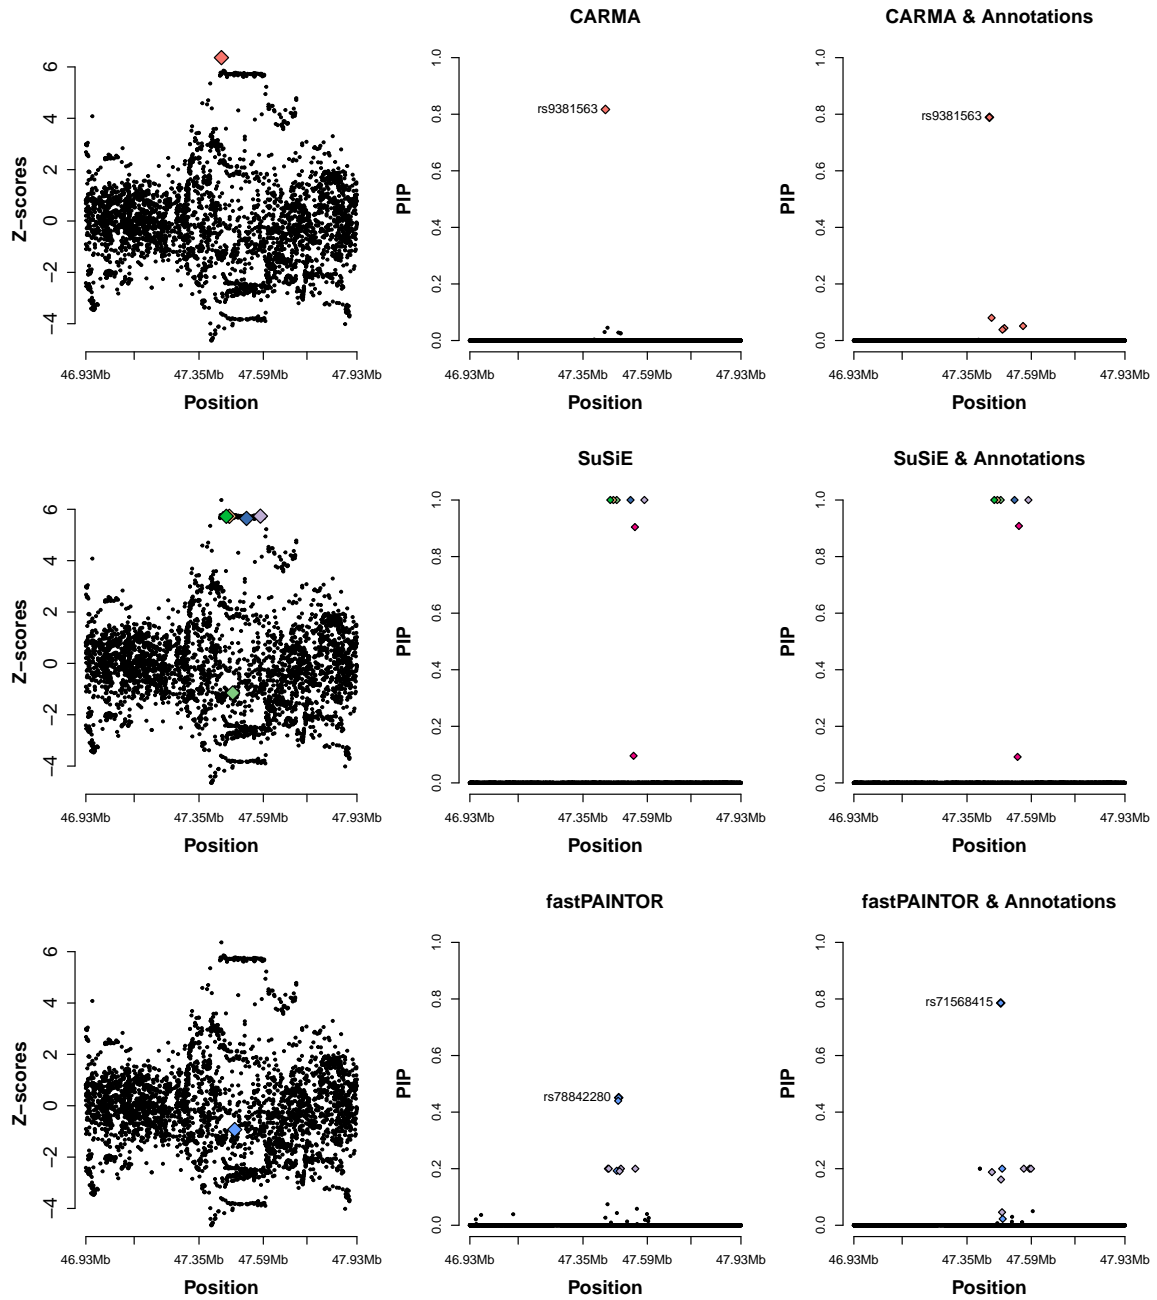 CARMA
CARMA & Annotations
Z−scores
6
4
2
0
−2
−4
46.93Mb 47.35Mb 47.59Mb 47.93Mb
Position
PIP
1.0
0.8
0.6
0.4
0.2
0.0
rs9381563
46.93Mb 47.35Mb 47.59Mb 47.93Mb
Position
PIP
1.0
0.8
0.6
0.4
0.2
0.0
rs9381563
46.93Mb 47.35Mb 47.59Mb 47.93Mb
Position
SuSiE
SuSiE & Annotations
Z−scores
6
4
2
0
−2
−4
46.93Mb 47.35Mb 47.59Mb 47.93Mb
Position
PIP
1.0
0.8
0.6
0.4
0.2
0.0
46.93Mb 47.35Mb 47.59Mb 47.93Mb
Position
PIP
1.0
0.8
0.6
0.4
0.2
0.0
46.93Mb 47.35Mb 47.59Mb 47.93Mb
Position
fastPAINTOR
fastPAINTOR & Annotations
Z−scores
6
4
2
0
−2
−4
46.93Mb 47.35Mb 47.59Mb 47.93Mb
Position
PIP
1.0
0.8
0.6
0.4
0.2
0.0
rs78842280
46.93Mb 47.35Mb 47.59Mb 47.93Mb
Position
PIP
1.0
0.8
0.6
0.4
0.2
0.0
rs71568415
46.93Mb 47.35Mb 47.59Mb 47.93Mb
Position